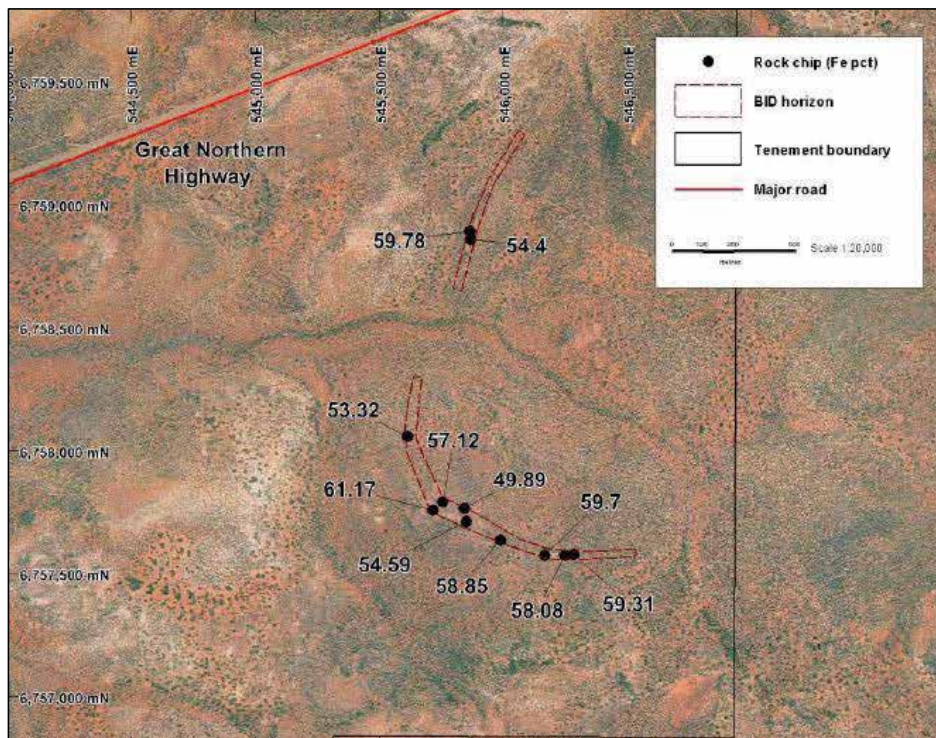 544,500 mE
545,000 mE
545,500 mE
546,000 mE
546,500 mE
6,759,500 mN
6,759,000 mN
6,758,500 mN
6,758,000 mN
6,757,500 mN
6,757,000 mN
Great Northern
Highway
59.78
54.4
53.32
57.12
49.89
61.17
59.7
54.59
58.85
58.08
59.31
Rock chip (Fe pct)
BID horizon
Tenement boundary
Major road
Scale 1:20,000